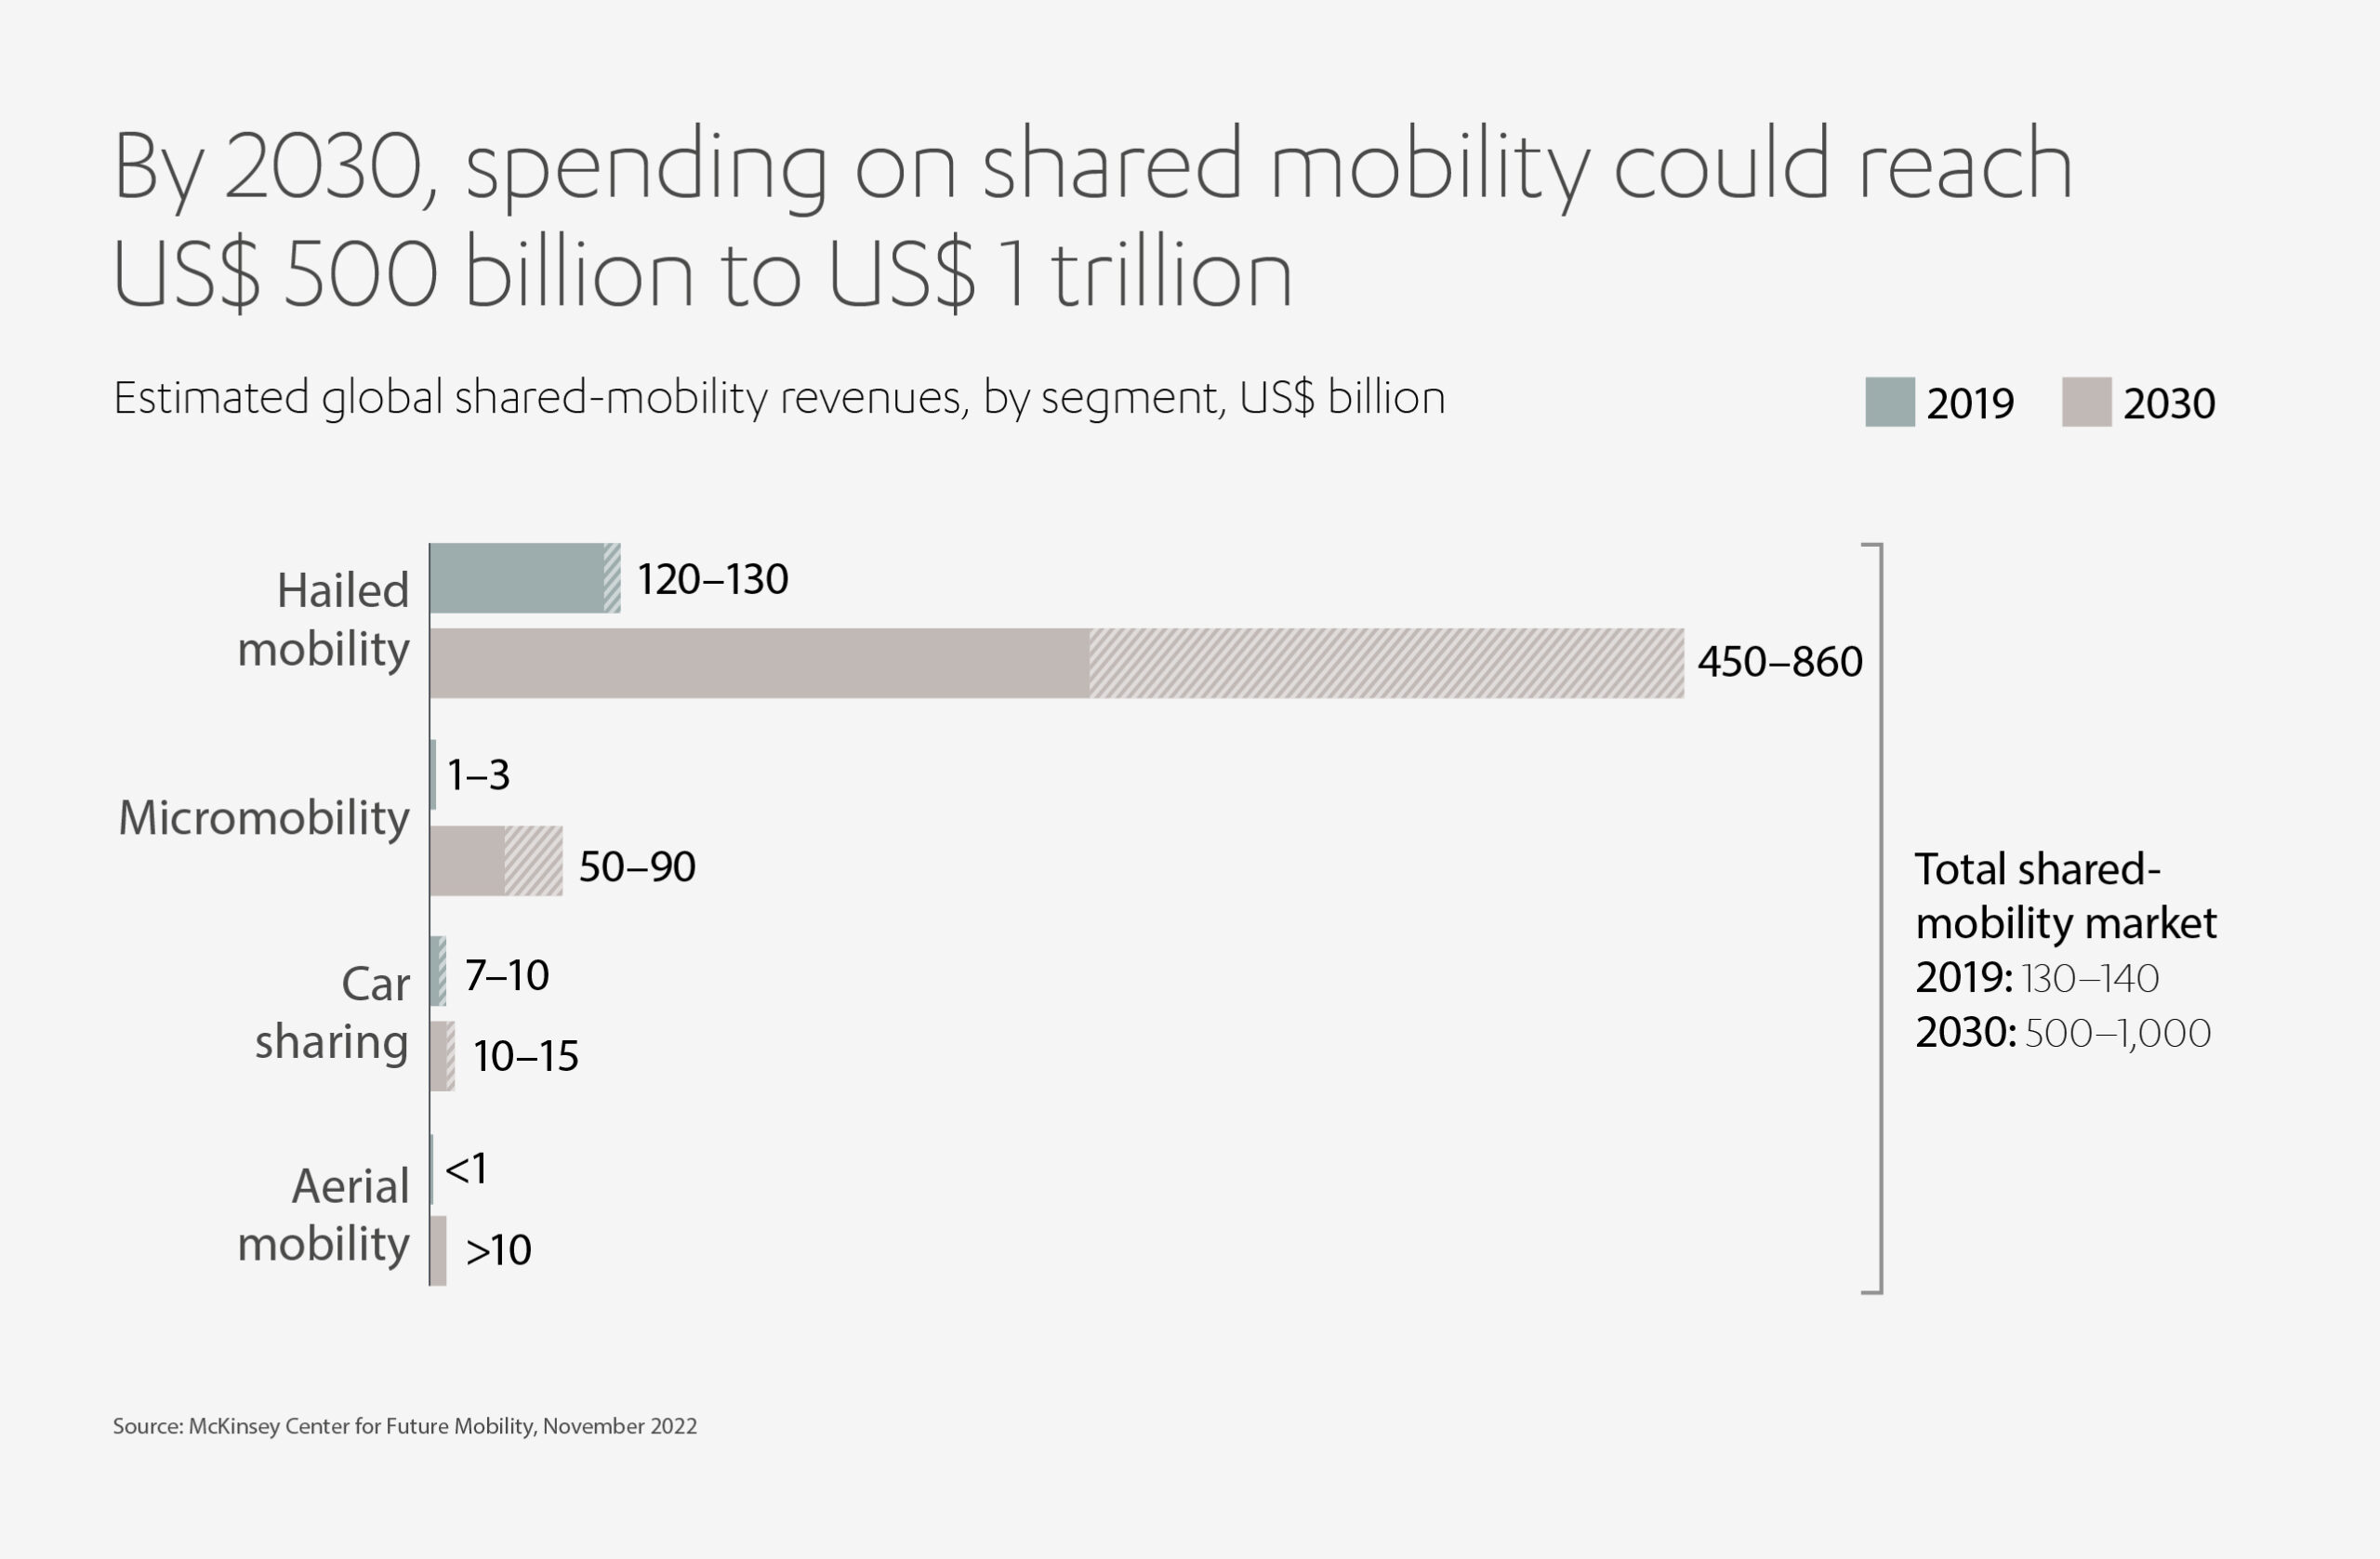 By 2030, spending on shared mobility could reach
US$ 500 billion to US$ 1 trillion
Estimated global shared-mobility revenues, by segment, US$ billion
2019
2030
Hailed
mobility
120–130
450–860
Micromobility
1–3
50–90
Car
sharing
7–10
10–15
Aerial
mobility
<1
>10
Total shared-
mobility market
2019: 130–140
2030: 500–1,000
Source: McKinsey Center for Future Mobility, November 2022